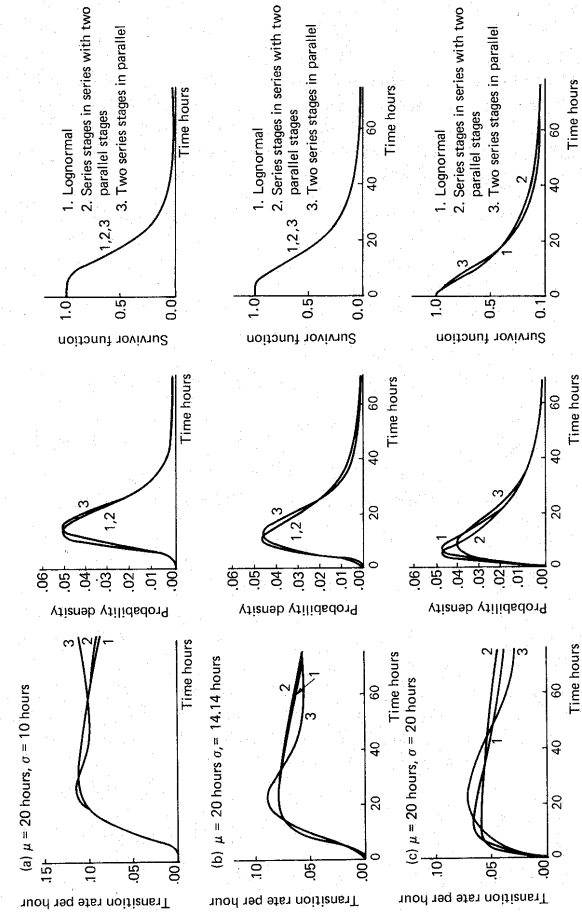 (a) μ = 20 hours, σ = 10 hours
Transition rate per hour
.15
.10
.05
.00
3
2
1
Time hours
Probability density
.06
.05
.04
.03
.02
.01
.00
3
1,2
Time hours
Survivor function
1.0
0.5
0.0
1,2,3
1. Lognormal
2. Series stages in series with two
parallel stages
3. Two series stages in parallel
Time hours
(b) μ = 20 hours σ, = 14.14 hours
Transition rate per hour
.15
.10
.05
.00
2
1
3
0 20 40 60
Time hours
Probability density
.06
.05
.04
.03
.02
.01
.00
3
1,2
0 20 40 60
Time hours
Survivor function
1.0
0.5
0.0
1,2,3
1. Lognormal
2. Series stages in series with two
parallel stages
3. Two series stages in parallel
0 20 40 60
Time hours
(c) μ = 20 hours, σ = 20 hours
Transition rate per hour
.15
.10
.05
.00
1
2
3
0 20 40 60
Time hours
Probability density
.06
.05
.04
.03
.02
.01
.00
1
2
3
0 20 40 60
Time hours
Survivor function
1.0
0.5
0.1
3
1
2
1. Lognormal
2. Series stages in series with two
parallel stages
3. Two series stages in parallel
0 20 40 60
Time hours